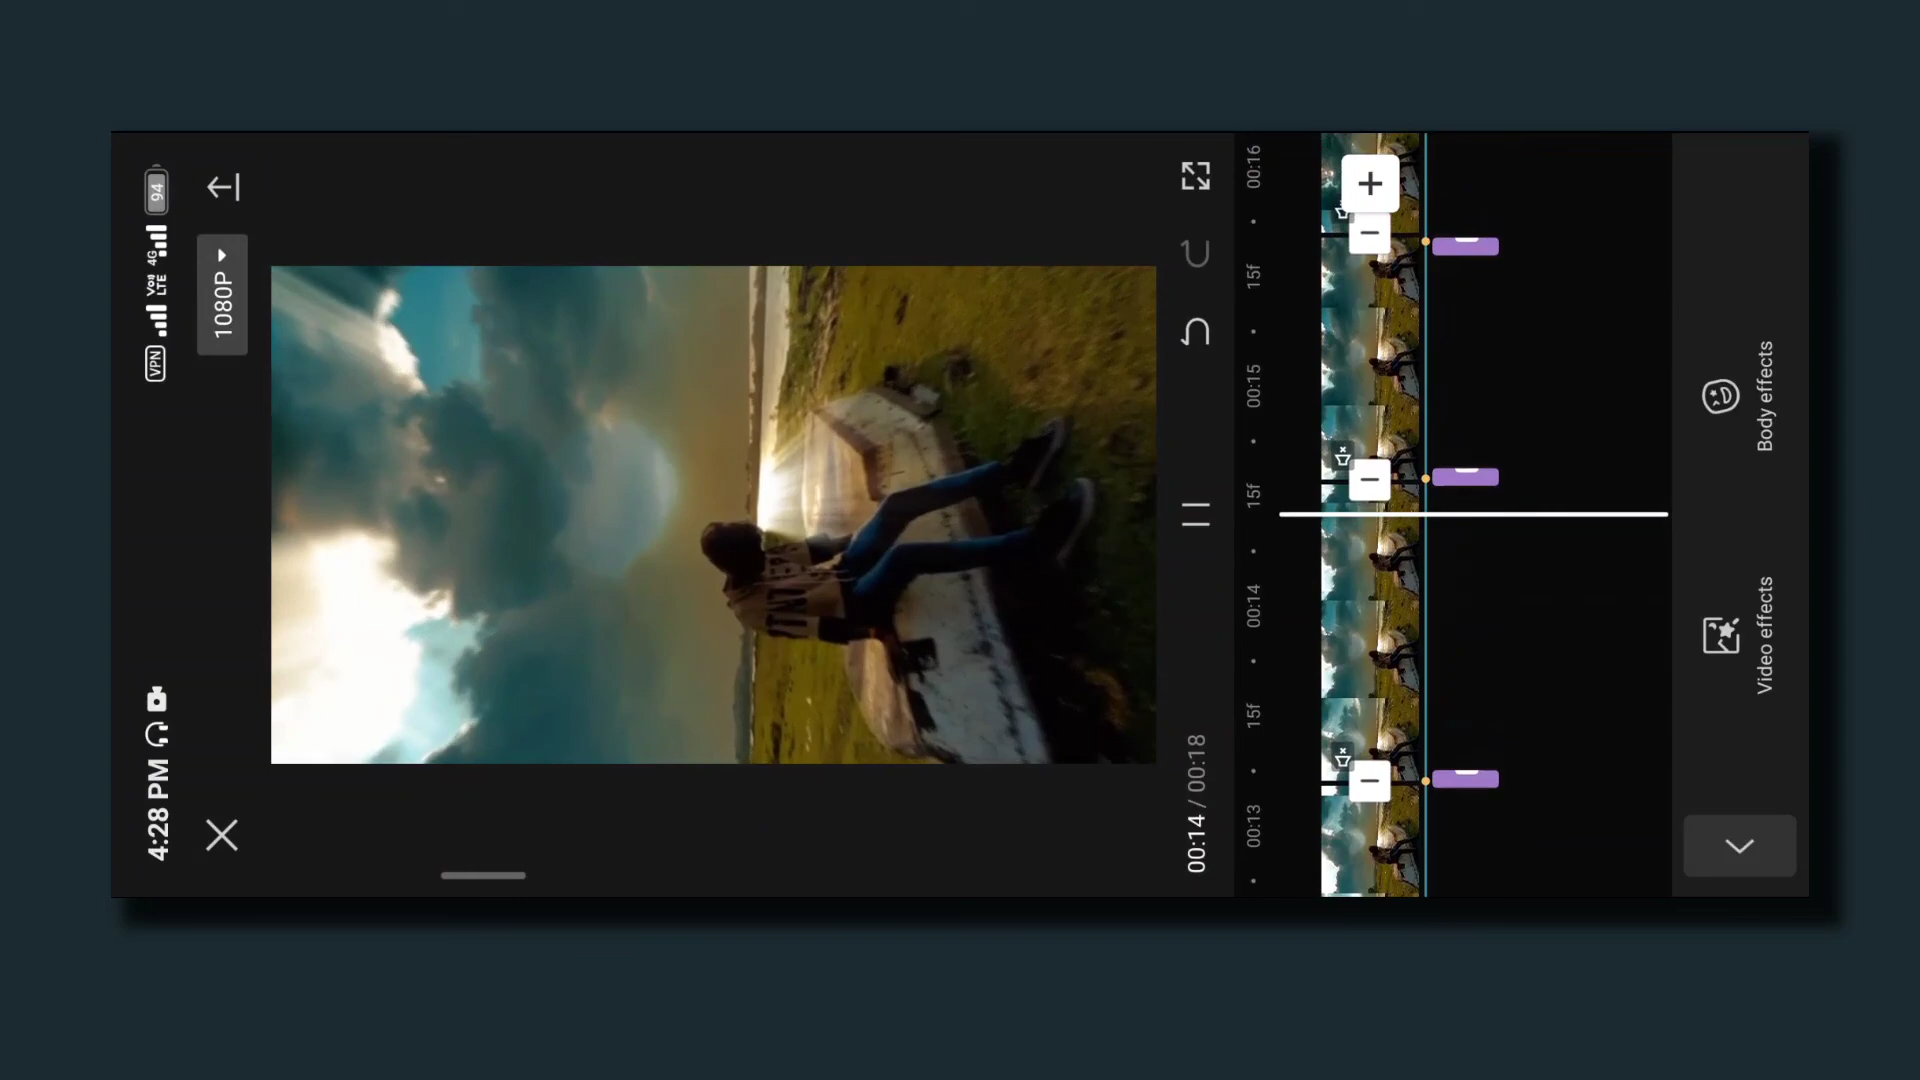 4:28 PM
VPN
Vo9 LTE
4G
94
1080P
00:14 / 00:18
00:13
15f
00:14
15f
00:15
15f
00:16
Video effects
Body effects